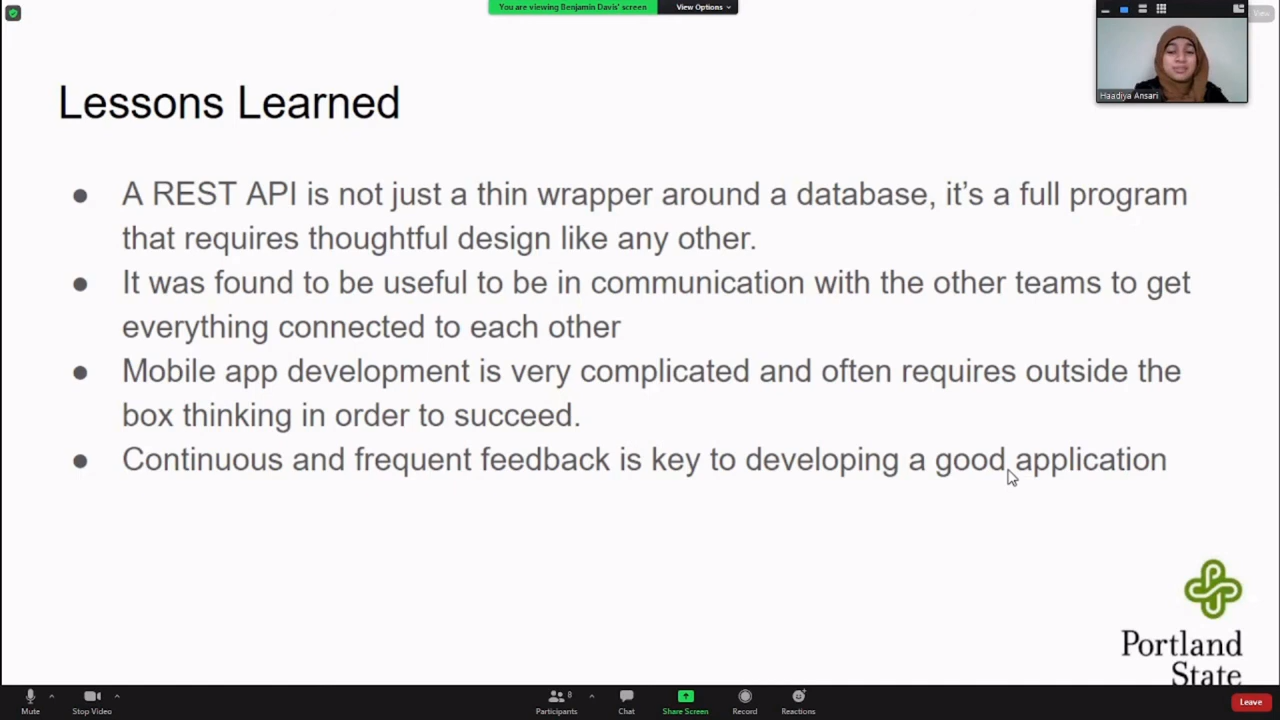 You are viewing Benjamin Davis' screen
View Options
View
Haadiya Ansari
Lessons Learned
● A REST API is not just a thin wrapper around a database, it’s a full program
that requires thoughtful design like any other.
● It was found to be useful to be in communication with the other teams to get
everything connected to each other
● Mobile app development is very complicated and often requires outside the
box thinking in order to succeed.
● Continuous and frequent feedback is key to developing a good application
Portland
State
Mute
Stop Video
8
Participants
Chat
Share Screen
Record
Reactions
Leave